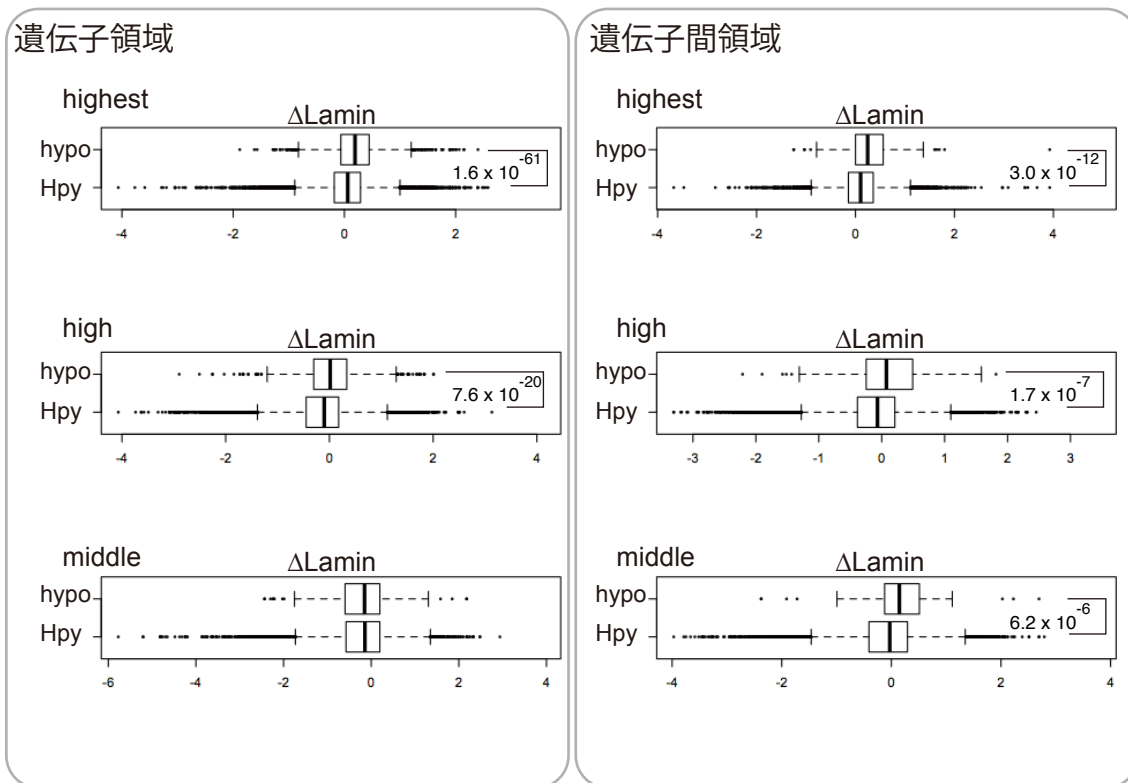 遺伝子領域
highest
ΔLamin
hypo
1.6 x 10-61
Hpy
-4 -2 0 2
high
ΔLamin
hypo
7.6 x 10-20
Hpy
-4 -2 0 2 4
middle
ΔLamin
hypo
Hpy
-6 -4 -2 0 2 4
遺伝子間領域
highest
ΔLamin
hypo
3.0 x 10-12
Hpy
-4 -2 0 2 4
high
ΔLamin
hypo
1.7 x 10-7
Hpy
-3 -2 -1 0 1 2 3
middle
ΔLamin
hypo
6.2 x 10-6
Hpy
-4 -2 0 2 4